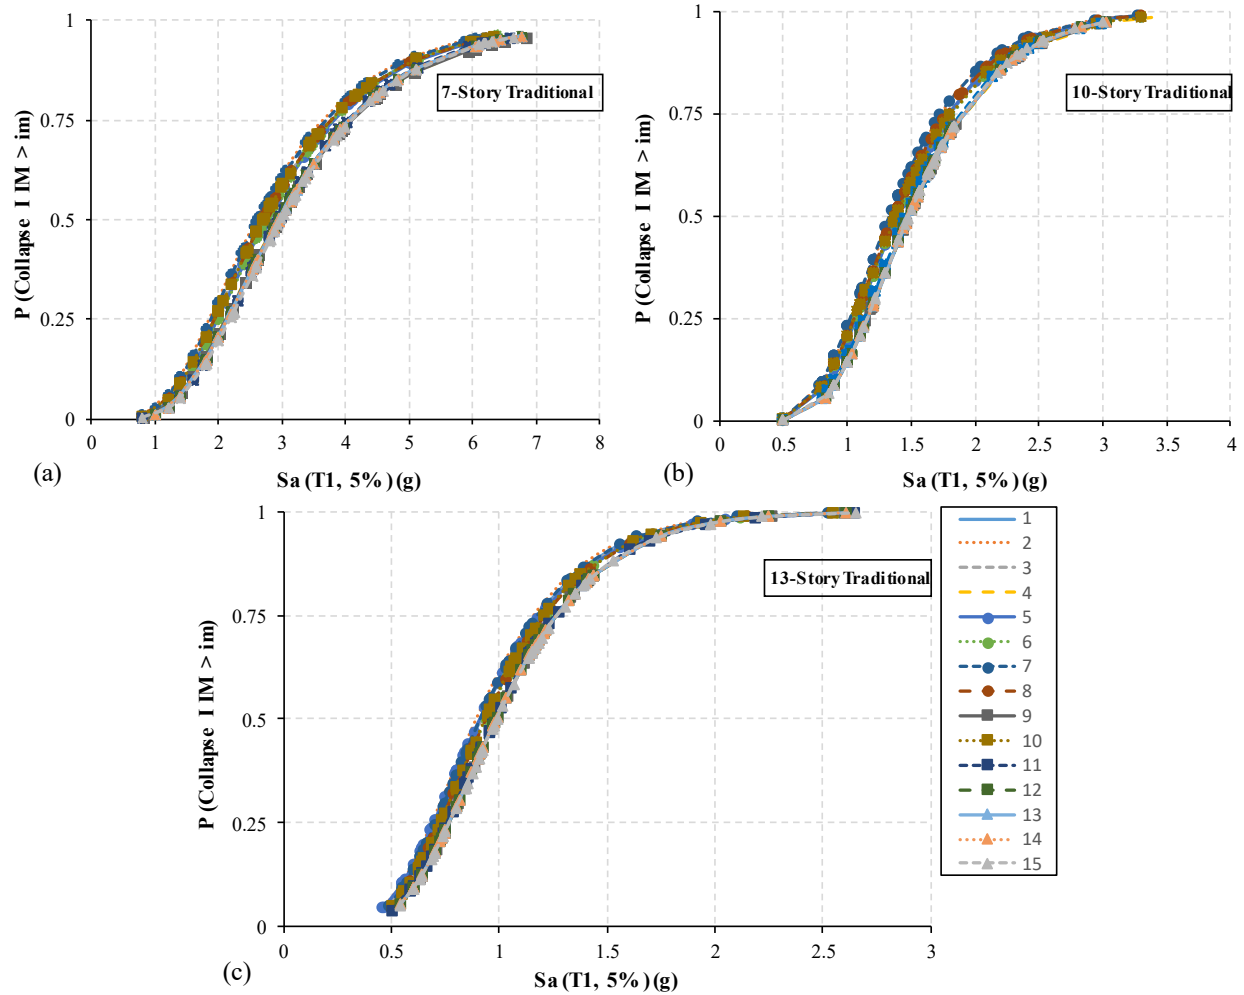 1
0.75
0.5
0.25
0
0 1 2 3 4 5 6 7 8
P (Collapse I IM > im)
Sa (T1, 5%) (g)
7-Story Traditional
(a)
1
0.75
0.5
0.25
0
0 0.5 1 1.5 2 2.5 3 3.5 4
P (Collapse I IM > im)
Sa (T1, 5%) (g)
10-Story Traditional
(b)
1
0.75
0.5
0.25
0
0 0.5 1 1.5 2 2.5 3
P (Collapse I IM > im)
Sa (T1, 5%) (g)
13-Story Traditional
(c)
1
2
3
4
5
6
7
8
9
10
11
12
13
14
15